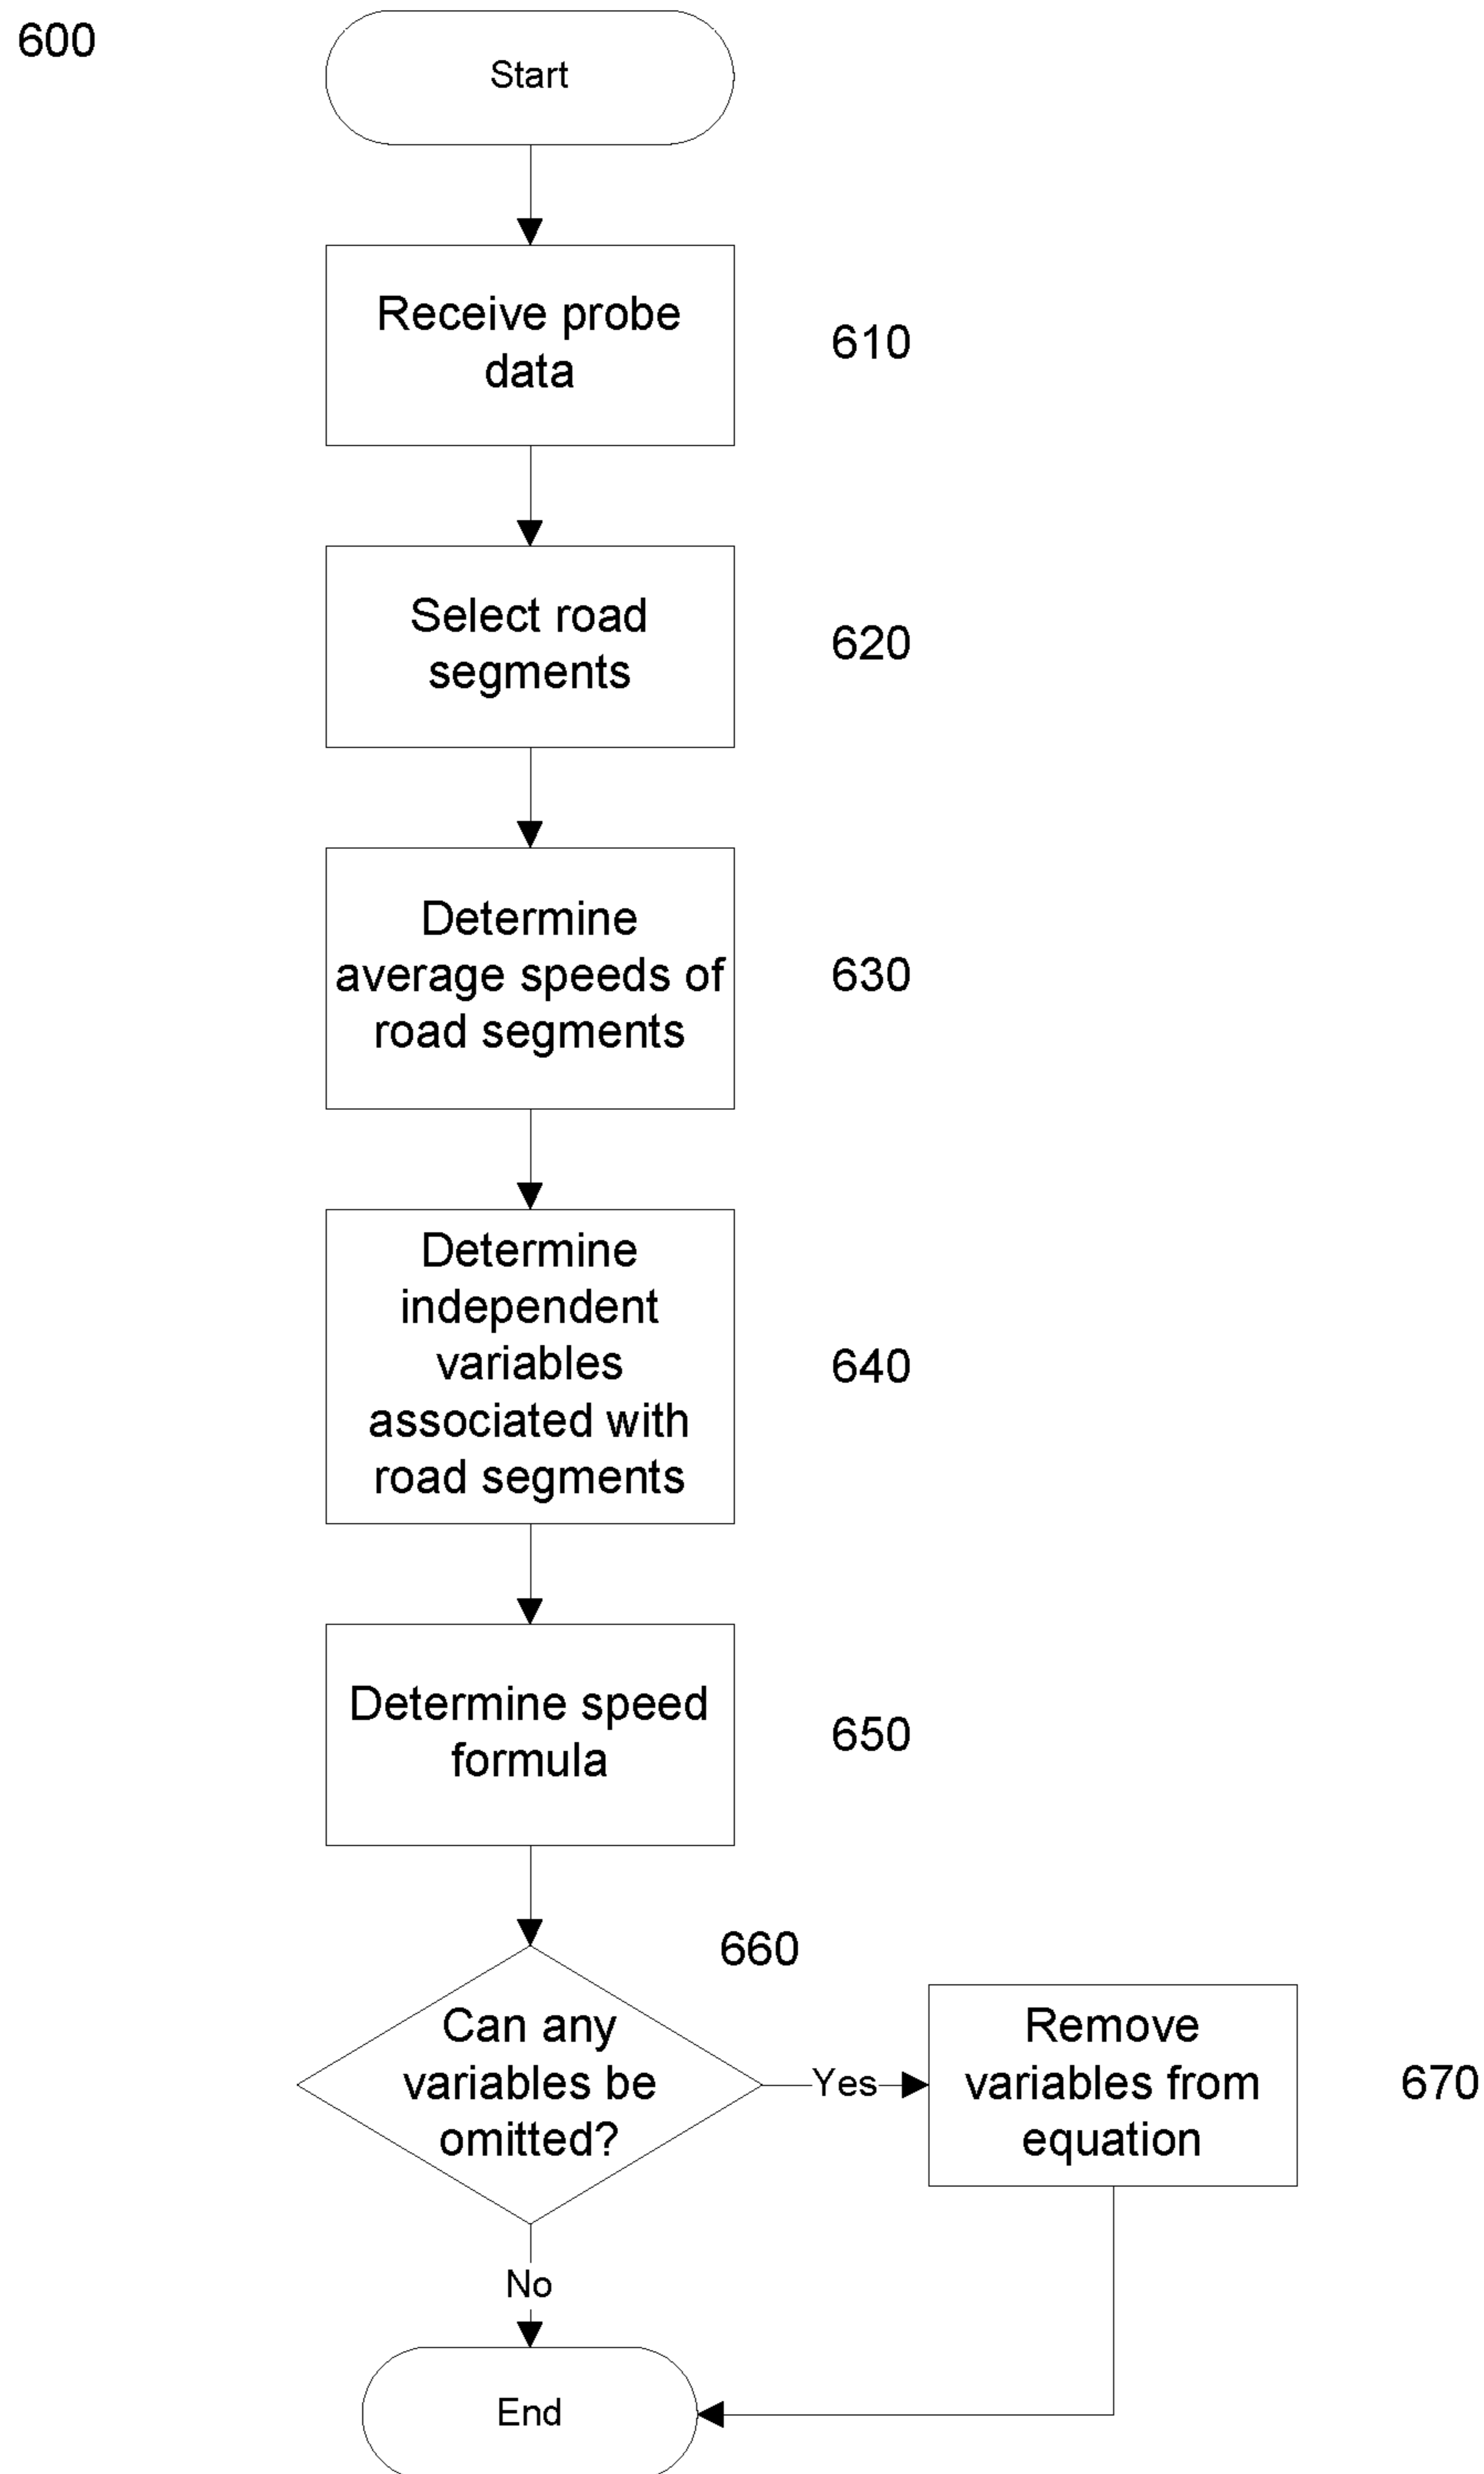 600
Start
Receive probe
data
610
Select road
segments
620
Determine
average speeds of
road segments
630
Determine
independent
variables
associated with
road segments
640
Determine speed
formula
650
660
Can any
variables be
omitted?
Yes
Remove
variables from
equation
670
No
End